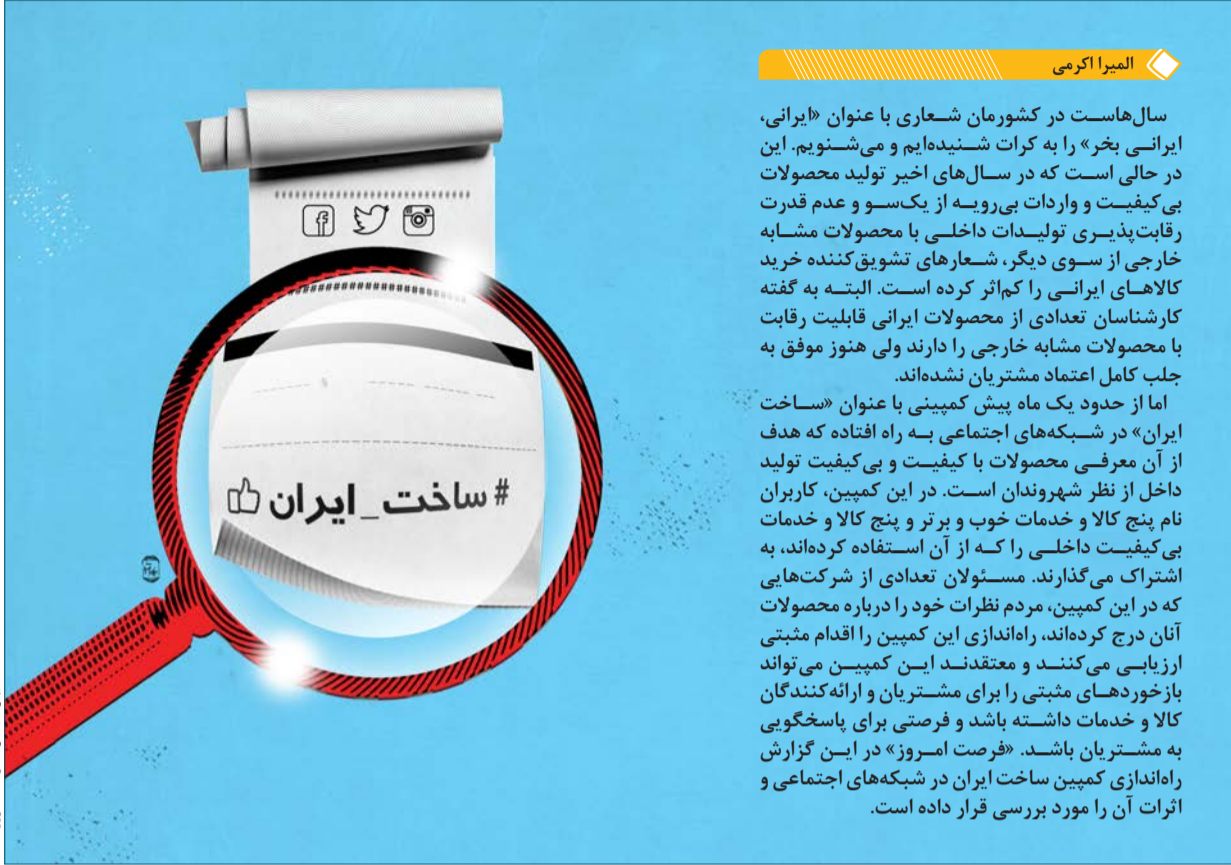 المیرا اکرمی
سال‌هاست در کشورمان شعاری با عنوان «ایرانی،
ایرانی بخر» را به کرات شنیده‌ایم و می‌شنویم. این
در حالی است که در سال‌های اخیر تولید محصولات
بی‌کیفیت و واردات بی‌رویه از یک‌سو و عدم قدرت
رقابت‌پذیری تولیدات داخلی با محصولات مشابه
خارجی از سوی دیگر، شعارهای تشویق‌کننده خرید
کالاهای ایرانی را کم‌اثر کرده است. البته به گفته
کارشناسان تعدادی از محصولات ایرانی قابلیت رقابت
با محصولات مشابه خارجی را دارند ولی هنوز موفق به
جلب کامل اعتماد مشتریان نشده‌اند.
اما از حدود یک ماه پیش کمپینی با عنوان «ساخت
ایران» در شبکه‌های اجتماعی به راه افتاده که هدف
از آن معرفی محصولات با کیفیت و بی‌کیفیت تولید
داخل از نظر شهروندان است. در این کمپین، کاربران
نام پنج کالا و خدمات خوب و برتر و پنج کالا و خدمات
بی‌کیفیت داخلی را که از آن استفاده کرده‌اند، به
اشتراک می‌گذارند. مسئولان تعدادی از شرکت‌هایی
که در این کمپین، مردم نظرات خود را درباره محصولات
آنان درج کرده‌اند، راه‌اندازی این کمپین را اقدام مثبتی
ارزیابی می‌کنند و معتقدند این کمپین می‌تواند
بازخوردهای مثبتی را برای مشتریان و ارائه‌کنندگان
کالا و خدمات داشته باشد و فرصتی برای پاسخگویی
به مشتریان باشد. «فرصت امروز» در این گزارش
راه‌اندازی کمپین ساخت ایران در شبکه‌های اجتماعی و
اثرات آن را مورد بررسی قرار داده است.
# ساخت_ایران